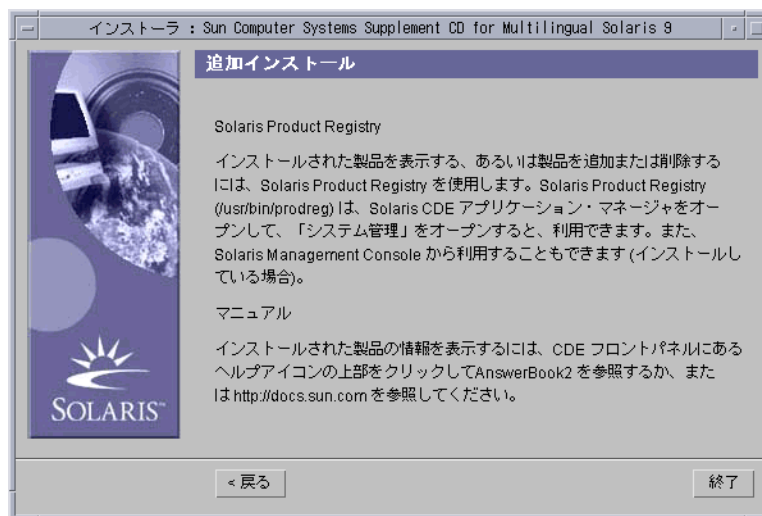 インストーラ : Sun Computer Systems Supplement CD for Multilingual Solaris 9
追加インストール
Solaris Product Registry
インストールされた製品を表示する、あるいは製品を追加または削除する
には、Solaris Product Registry を使用します。Solaris Product Registry
(/usr/bin/prodreg) は、Solaris CDE アプリケーション・マネージャをオー
プンして、「システム管理」をオープンすると、利用できます。また、
Solaris Management Console から利用することもできます (インストールし
ている場合)。
マニュアル
インストールされた製品の情報を表示するには、CDE フロントパネルにある
ヘルプアイコンの上部をクリックしてAnswerBook2 を参照するか、また
は http://docs.sun.com を参照してください。
SOLARIS™
< 戻る
終了